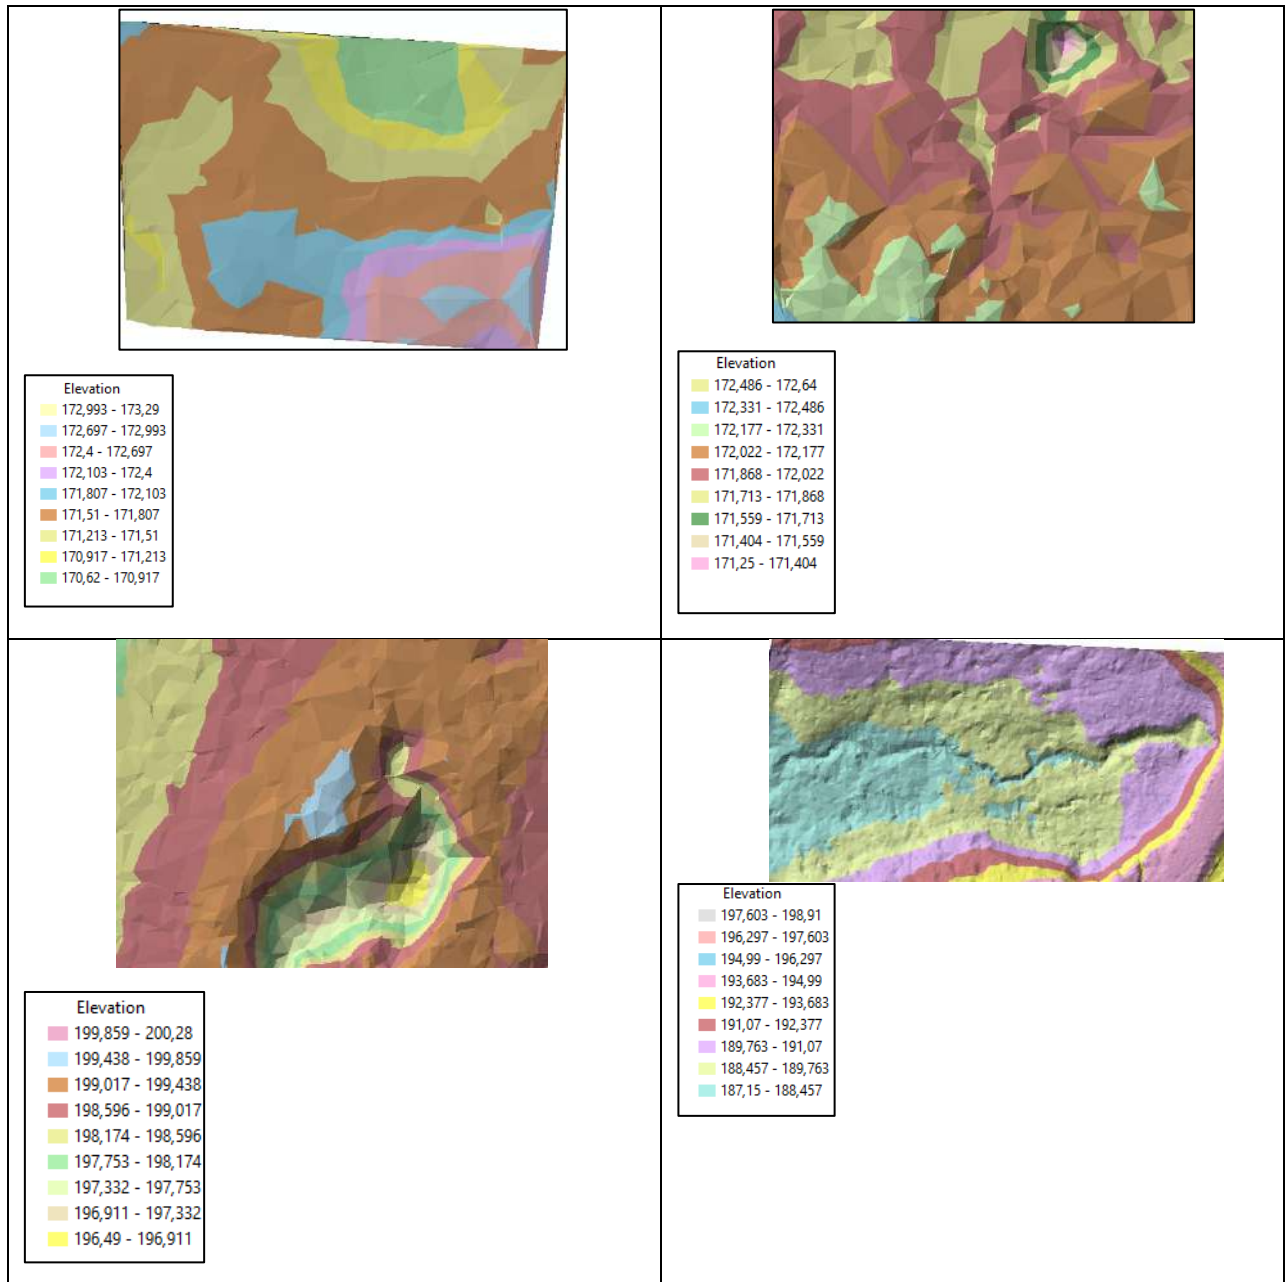 Elevation
172,993 - 173,29
172,697 - 172,993
172,4 - 172,697
172,103 - 172,4
171,807 - 172,103
171,51 - 171,807
171,213 - 171,51
170,917 - 171,213
170,62 - 170,917
Elevation
172,486 - 172,64
172,331 - 172,486
172,177 - 172,331
172,022 - 172,177
171,868 - 172,022
171,713 - 171,868
171,559 - 171,713
171,404 - 171,559
171,25 - 171,404
Elevation
199,859 - 200,28
199,438 - 199,859
199,017 - 199,438
198,596 - 199,017
198,174 - 198,596
197,753 - 198,174
197,332 - 197,753
196,911 - 197,332
196,49 - 196,911
Elevation
197,603 - 198,91
196,297 - 197,603
194,99 - 196,297
193,683 - 194,99
192,377 - 193,683
191,07 - 192,377
189,763 - 191,07
188,457 - 189,763
187,15 - 188,457